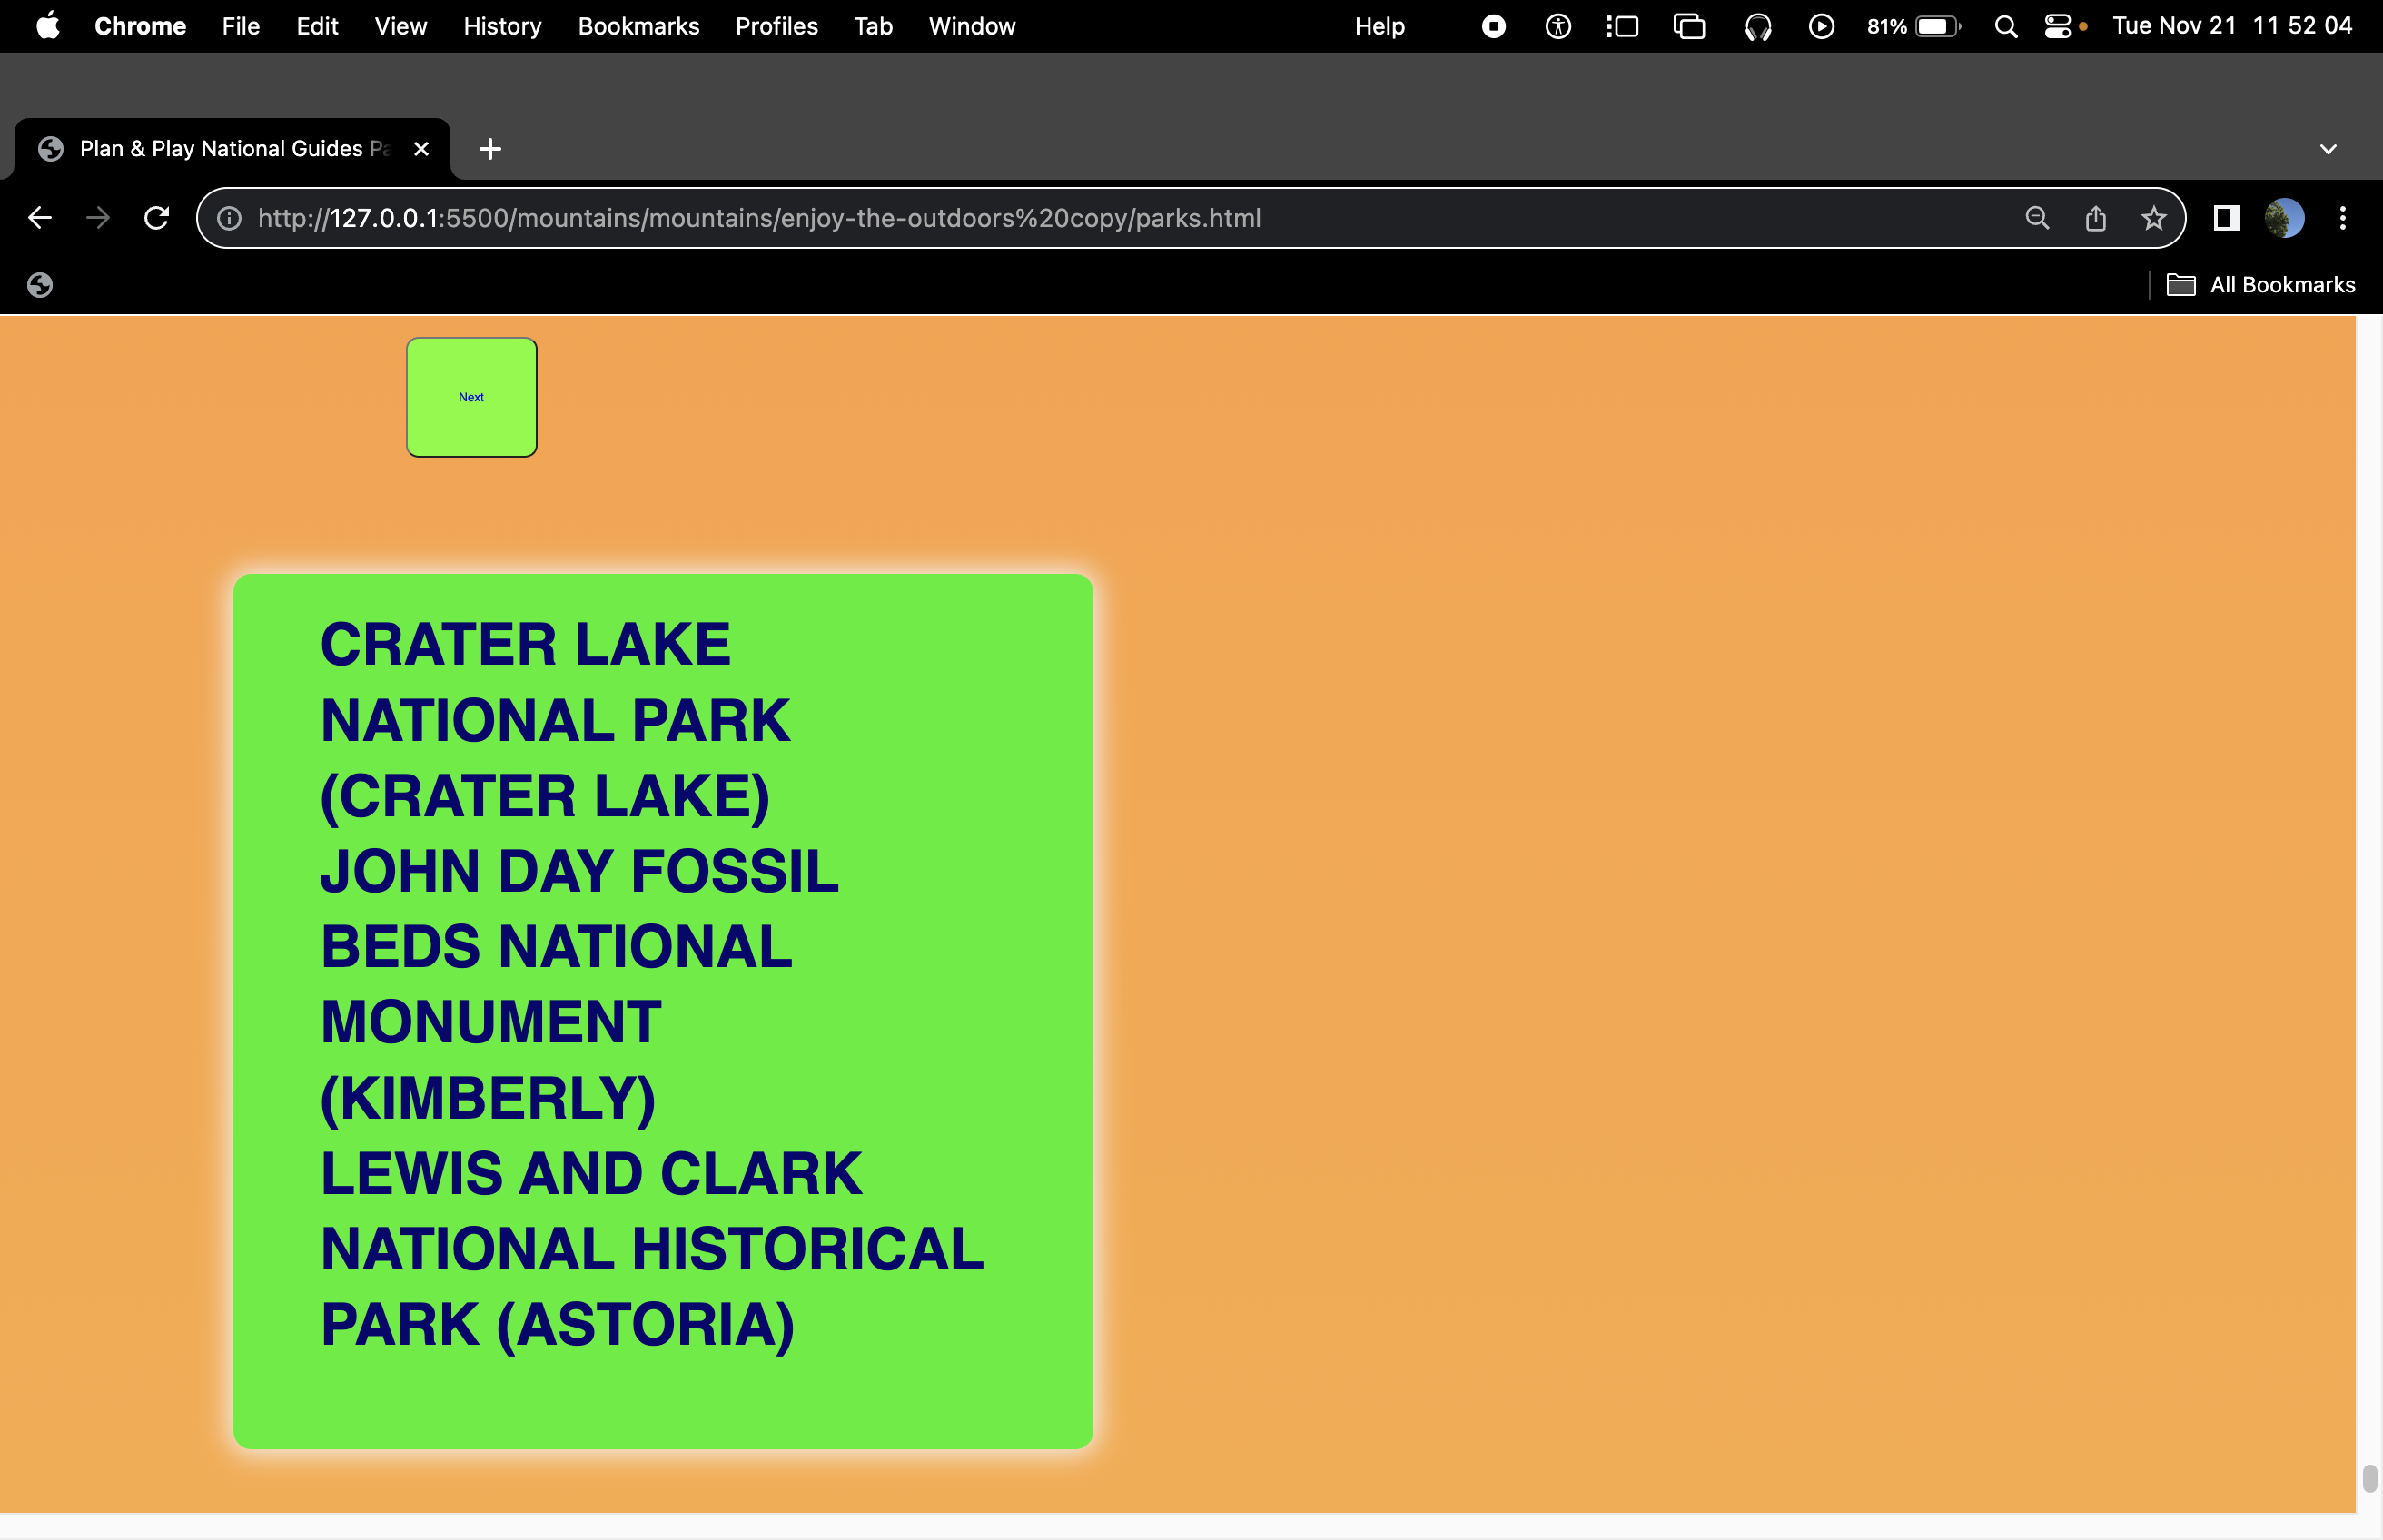 Chrome File Edit View History Bookmarks Profiles Tab Window Help 81% Tue Nov 21 11 52 04
Plan & Play National Guides
http://127.0.0.1:5500/mountains/mountains/enjoy-the-outdoors%20copy/parks.html
All Bookmarks
Next
CRATER LAKE
NATIONAL PARK
(CRATER LAKE)
JOHN DAY FOSSIL
BEDS NATIONAL
MONUMENT
(KIMBERLY)
LEWIS AND CLARK
NATIONAL HISTORICAL
PARK (ASTORIA)